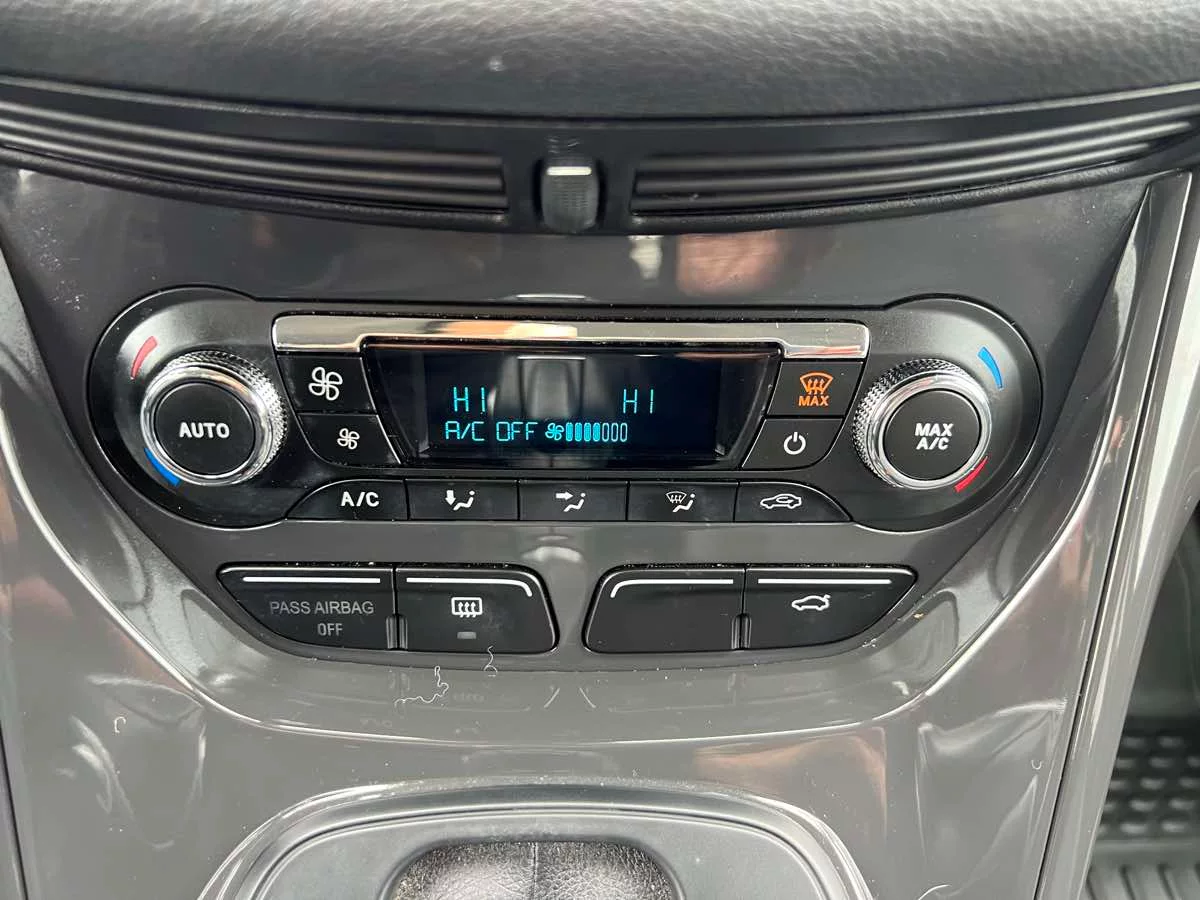 HI HI
A/C OFF
MAX
AUTO
MAX
A/C
A/C
PASS AIRBAG
OFF